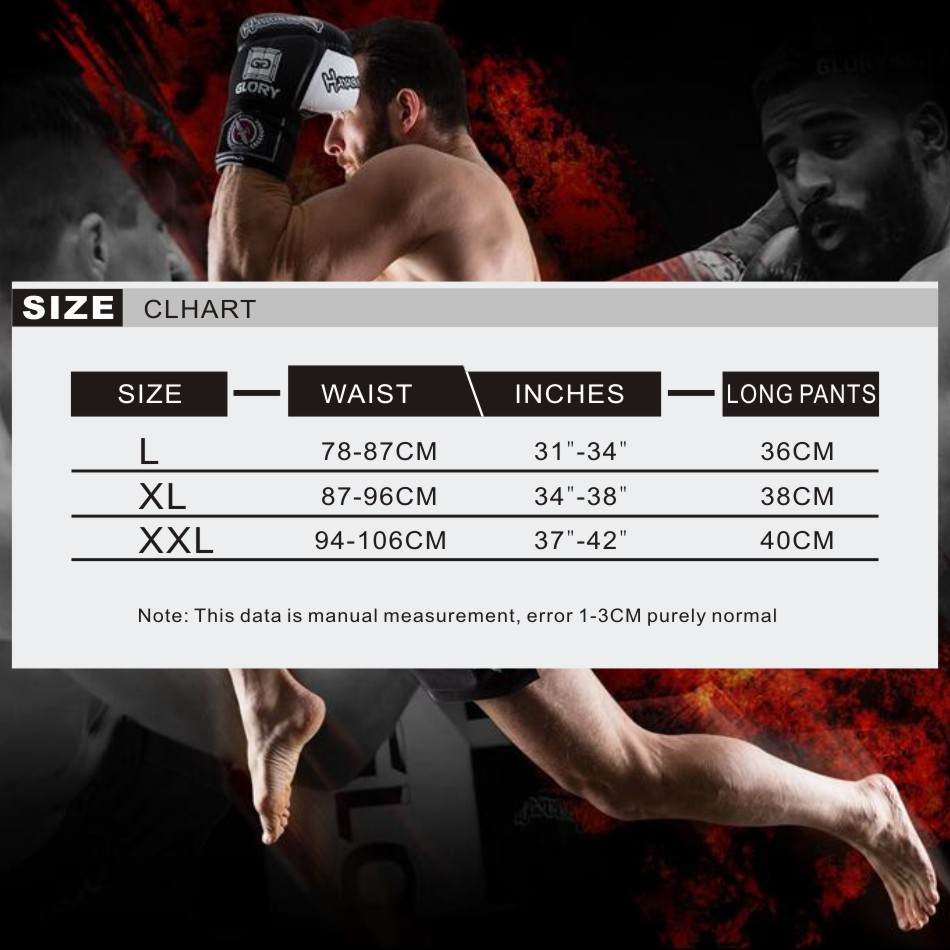 GLORY
SIZE CLHART
SIZE WAIST INCHES LONG PANTS
L 78-87CM 31"-34" 36CM
XL 87-96CM 34"-38" 38CM
XXL 94-106CM 37"-42" 40CM
Note: This data is manual measurement, error 1-3CM purely normal